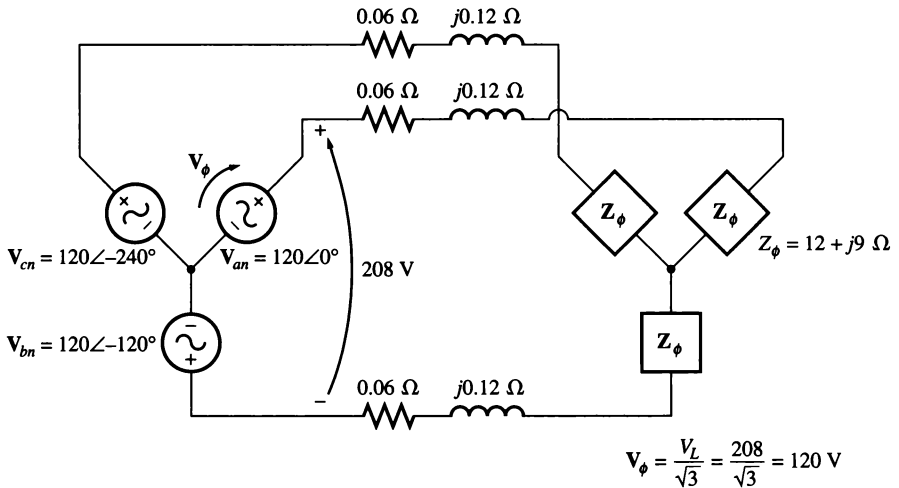 0.06 Ω j0.12 Ω
0.06 Ω j0.12 Ω
+
V_ϕ
+ − − +
Z_ϕ Z_ϕ
V_cn = 120∠–240° V_an = 120∠0° Z_ϕ = 12 + j9 Ω
208 V
V_bn = 120∠–120° − + Z_ϕ
− 0.06 Ω j0.12 Ω
V_ϕ = V_L/√3 = 208/√3 = 120 V